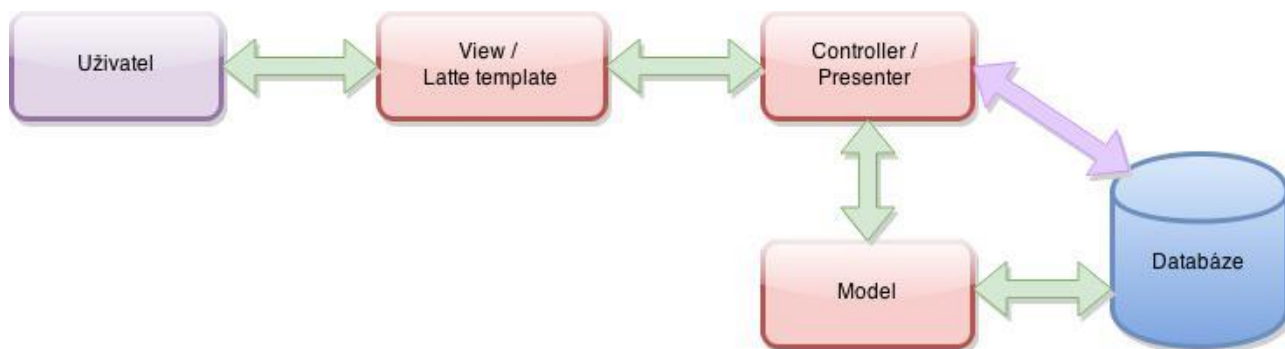 Uživatel
View /
Latte template
Controller /
Presenter
Model
Databáze